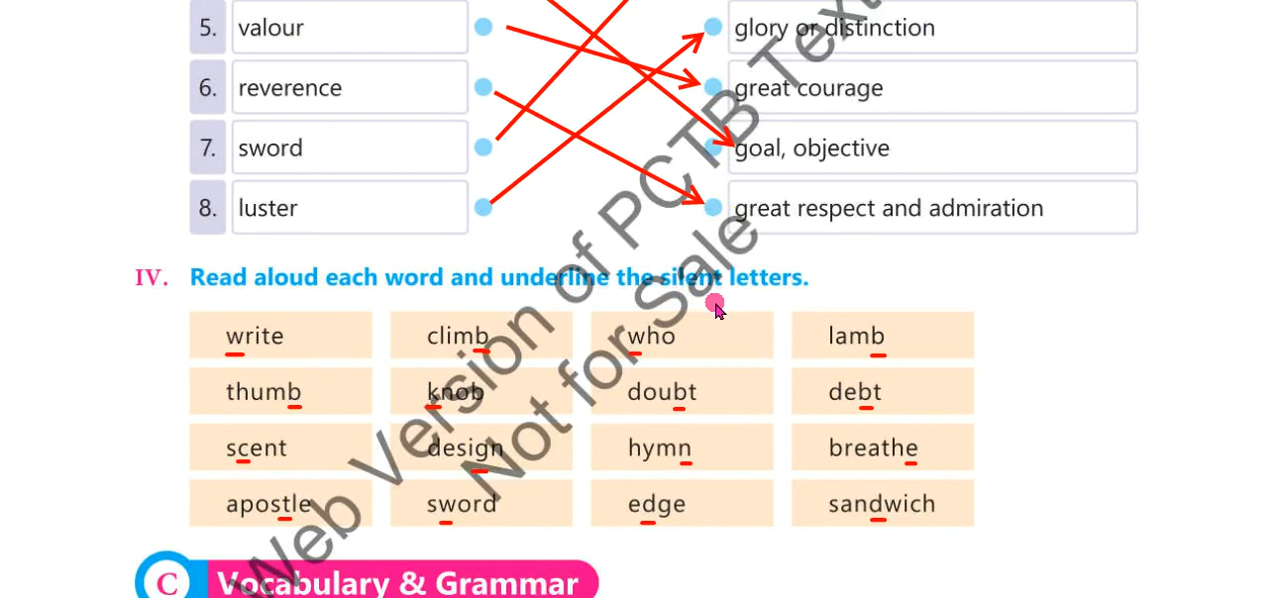 5. valour glory or distinction
6. reverence great courage
7. sword goal, objective
8. luster great respect and admiration
IV. Read aloud each word and underline the silent letters.
write climb who lamb
thumb knob doubt debt
scent design hymn breathe
apostle sword edge sandwich
C Vocabulary & Grammar
Web Version of PCTB Text
Not for Sale